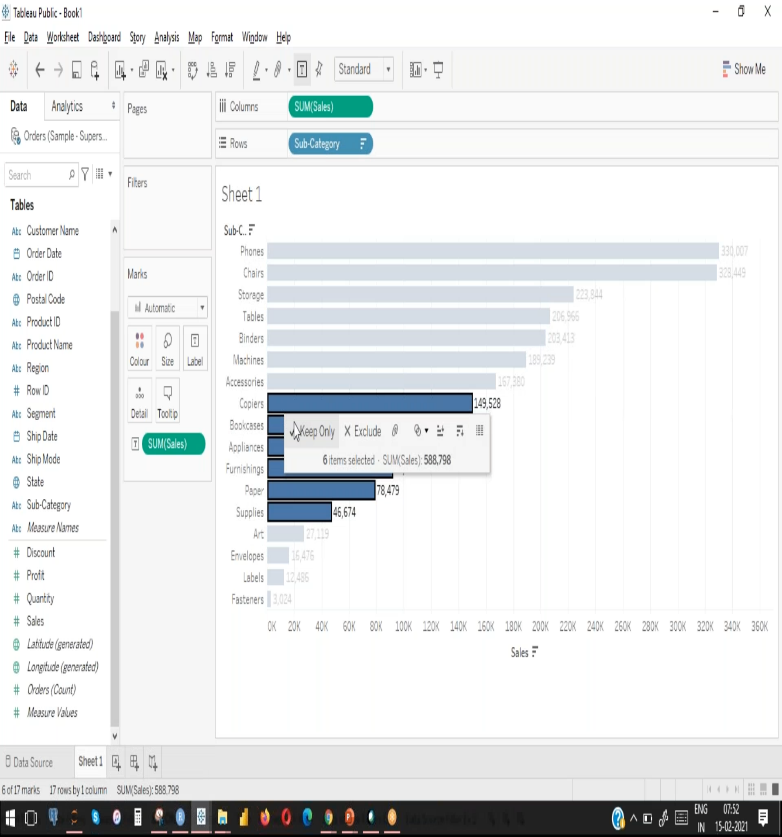 Tableau Public - Book1
File Data Worksheet Dashboard Story Analysis Map Format Window Help
Standard
Show Me
Data Analytics
Pages
Columns SUM(Sales)
Orders (Sample - Supers...
Rows Sub-Category
Search
Filters
Sheet 1
Tables
Abc Customer Name
Order Date
Abc Order ID
Postal Code
Abc Product ID
Abc Product Name
Abc Region
# Row ID
Abc Segment
Ship Date
Abc Ship Mode
State
Abc Sub-Category
Abc Measure Names
# Discount
# Profit
# Quantity
# Sales
Latitude (generated)
Longitude (generated)
# Orders (Count)
# Measure Values
Marks
Automatic
Colour Size Label
Detail Tooltip
T SUM(Sales)
Sub-C..
Phones 330,007
Chairs 328,449
Storage 223,844
Tables 206,966
Binders 203,413
Machines 189,239
Accessories 167,380
Copiers 149,528
Bookcases
Keep Only X Exclude
Appliances
6 items selected · SUM(Sales): 588,798
Furnishings
Paper 78,479
Supplies 46,674
Art 27,119
Envelopes 16,476
Labels 12,486
Fasteners 3,024
0K 20K 40K 60K 80K 100K 120K 140K 160K 180K 200K 220K 240K 260K 280K 300K 320K 340K 360K
Sales
Data Source Sheet 1
6 of 17 marks 17 rows by 1 column SUM(Sales): 588,798
ENG 07:52
IN 15-02-2021